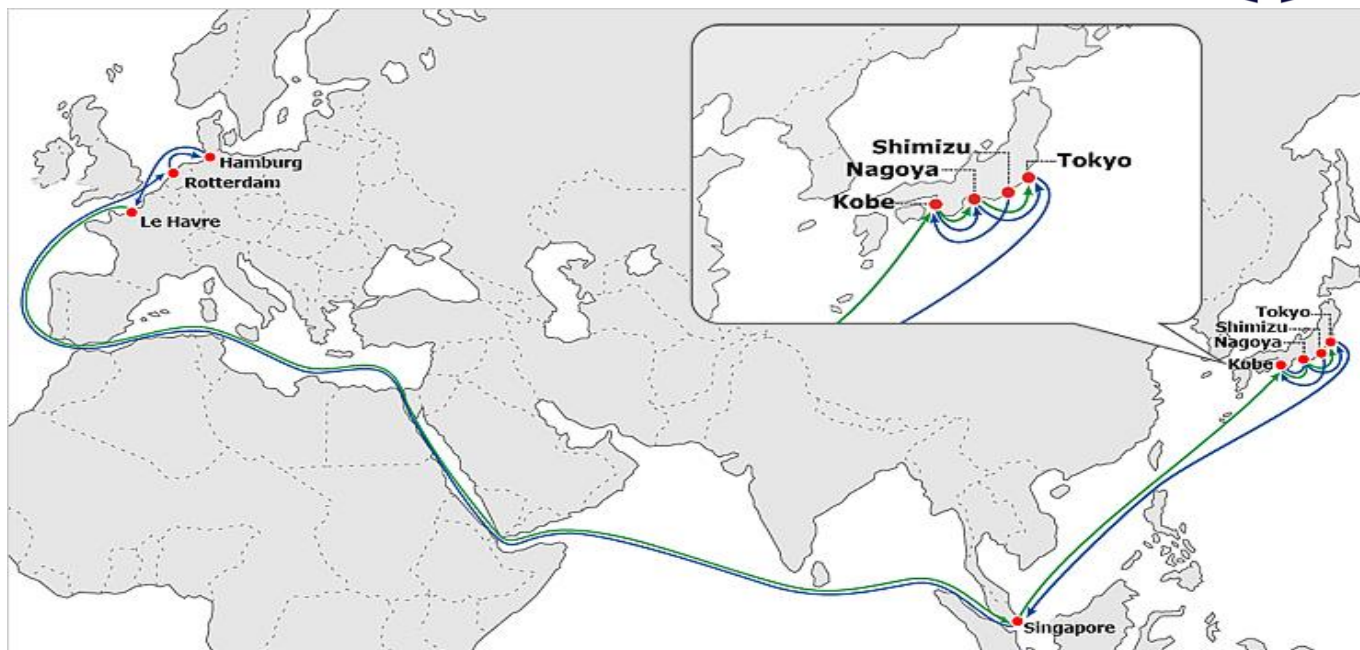 Hamburg
Rotterdam
Le Havre
Shimizu
Nagoya
Tokyo
Kobe
Tokyo
Shimizu
Nagoya
Kobe
Singapore